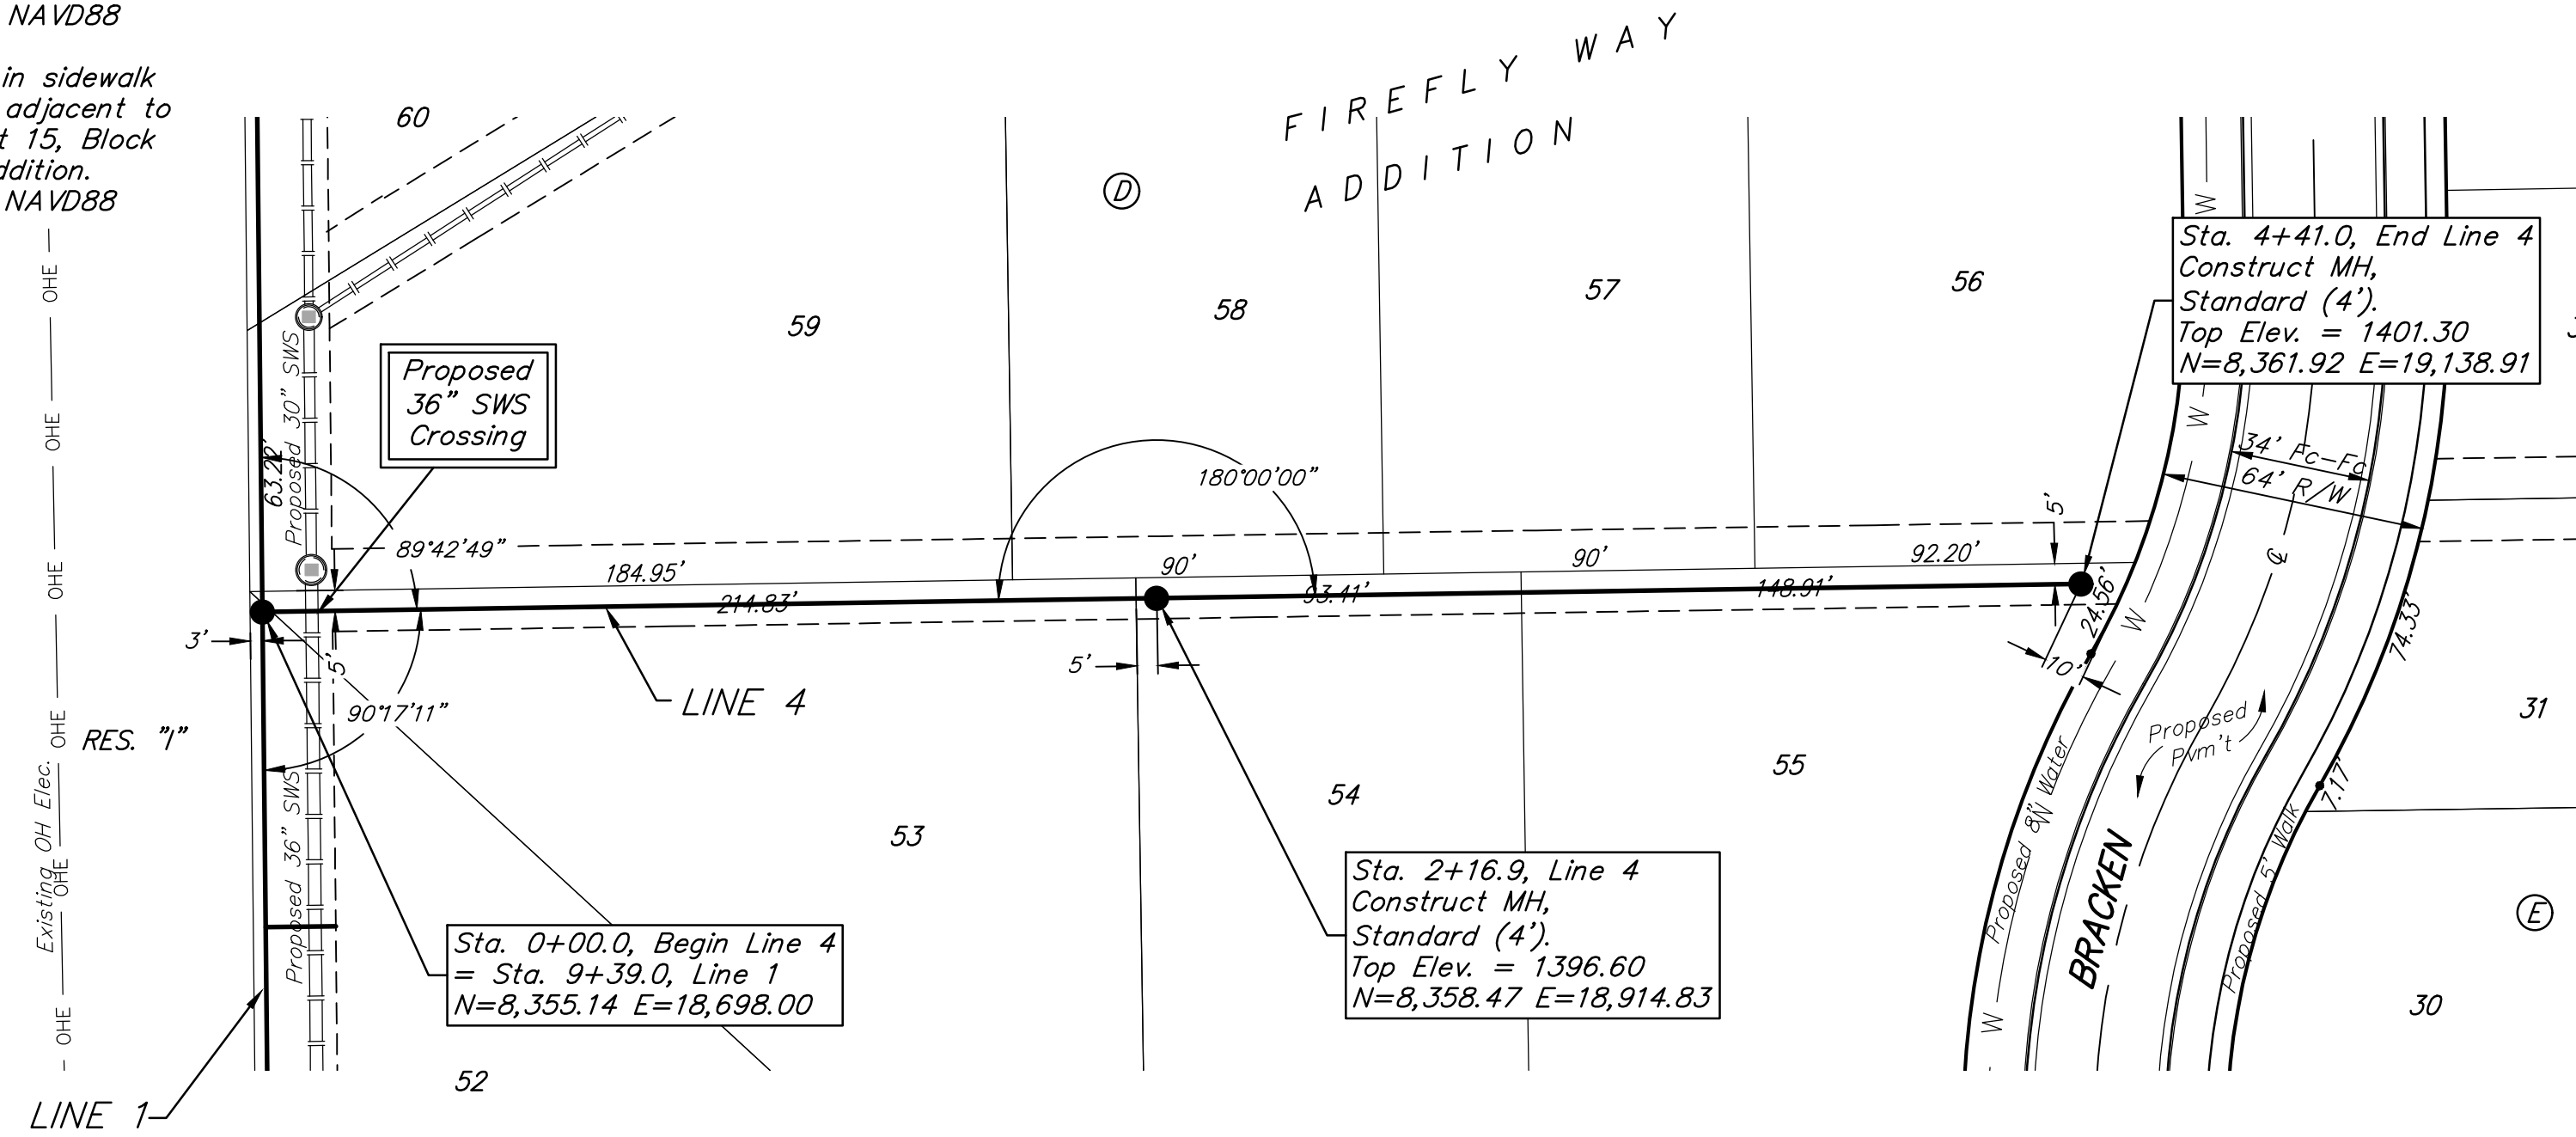 NAVD88
in sidewalk
adjacent to
t 15, Block
ddition.
NAVD88
60
FIREFLY WAY
ADDITION
D
59
58
57
56
Sta. 4+41.0, End Line 4
Construct MH,
Standard (4').
Top Elev. = 1401.30
N=8,361.92 E=19,138.91
Proposed
36" SWS
Crossing
Proposed 30" SWS
63.22'
OHE
OHE
OHE
OHE
OHE
OHE
Existing OH Elec.
RES. "I"
89°42'49"
180°00'00"
184.95'
90'
90'
92.20'
214.83'
93.41'
148.91'
5'
5'
3'
5'
90°17'11"
LINE 4
34' Fc-Fc
64' R/W
W
W
W
W
W
24.56'
10'
74.33'
7.17'
℄
Proposed
Pvm't
Proposed 8" Water
Proposed 5' Walk
BRACKEN
31
30
E
53
54
55
52
Proposed 36" SWS
Sta. 0+00.0, Begin Line 4
= Sta. 9+39.0, Line 1
N=8,355.14 E=18,698.00
Sta. 2+16.9, Line 4
Construct MH,
Standard (4').
Top Elev. = 1396.60
N=8,358.47 E=18,914.83
OHE
LINE 1